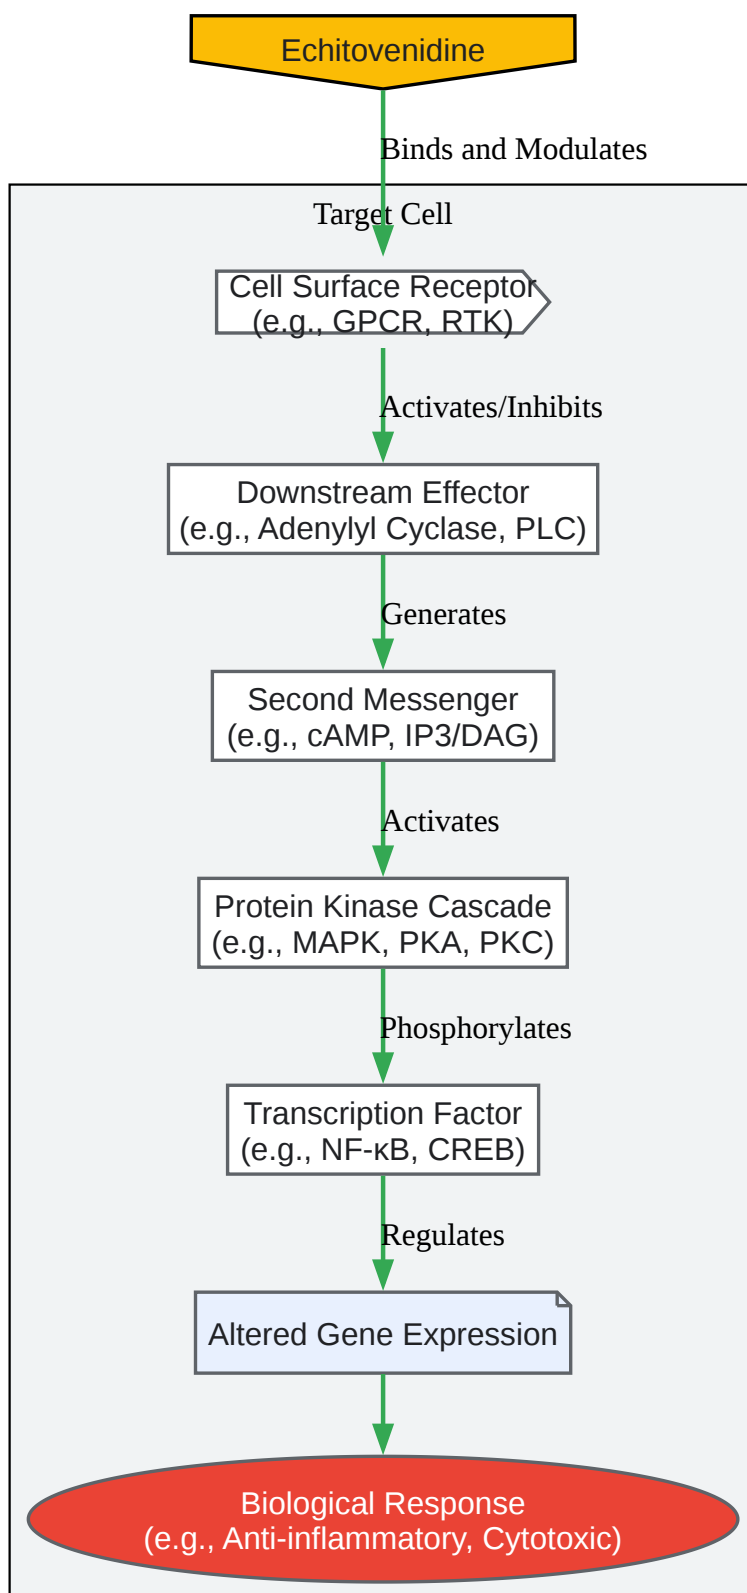 Echitovenidine
Binds and Modulates
Target Cell
Cell Surface Receptor
(e.g., GPCR, RTK)
Activates/Inhibits
Downstream Effector
(e.g., Adenylyl Cyclase, PLC)
Generates
Second Messenger
(e.g., cAMP, IP3/DAG)
Activates
Protein Kinase Cascade
(e.g., MAPK, PKA, PKC)
Phosphorylates
Transcription Factor
(e.g., NF-κB, CREB)
Regulates
Altered Gene Expression
Biological Response
(e.g., Anti-inflammatory, Cytotoxic)